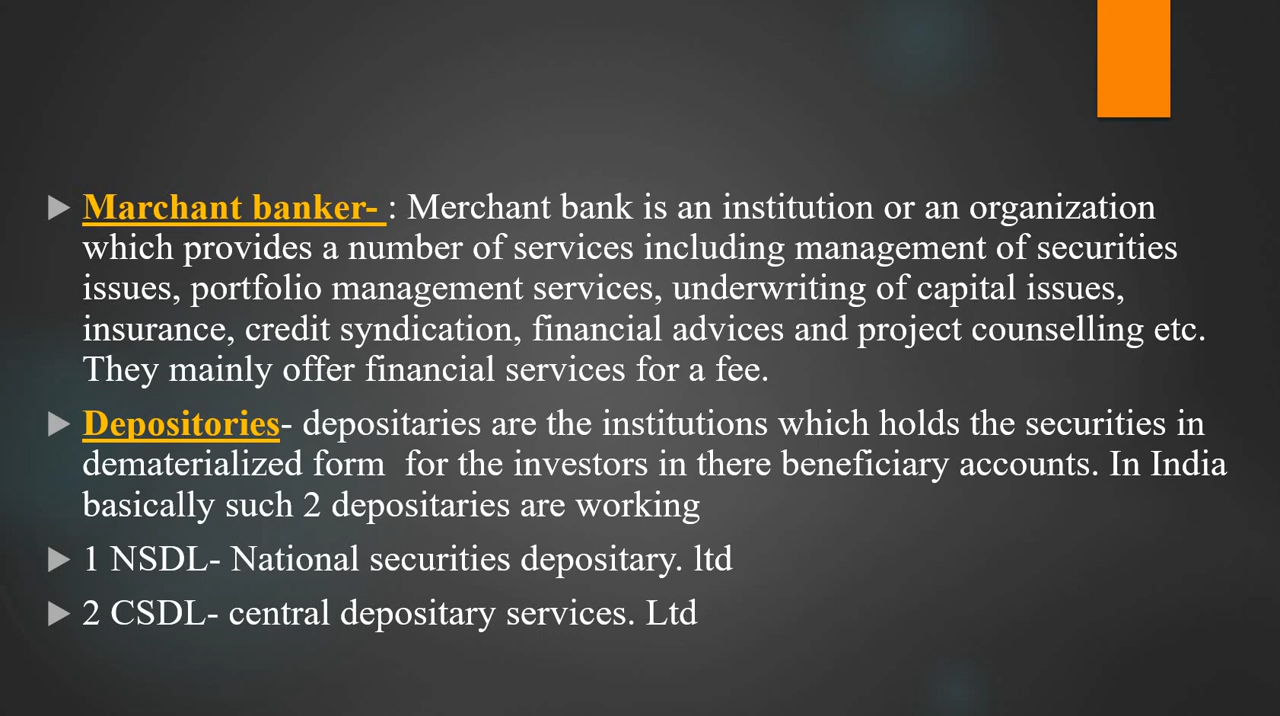 Marchant banker- : Merchant bank is an institution or an organization
which provides a number of services including management of securities
issues, portfolio management services, underwriting of capital issues,
insurance, credit syndication, financial advices and project counselling etc.
They mainly offer financial services for a fee.
Depositories- depositaries are the institutions which holds the securities in
dematerialized form  for the investors in there beneficiary accounts. In India
basically such 2 depositaries are working
1 NSDL- National securities depositary. ltd
2 CSDL- central depositary services. Ltd